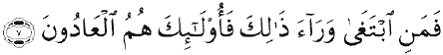 فَمَنِ ٱبْتَغَىٰ وَرَآءَ ذَٰلِكَ فَأُو۟لَـٰٓئِكَ هُمُ ٱلْعَادُونَ ۝٧